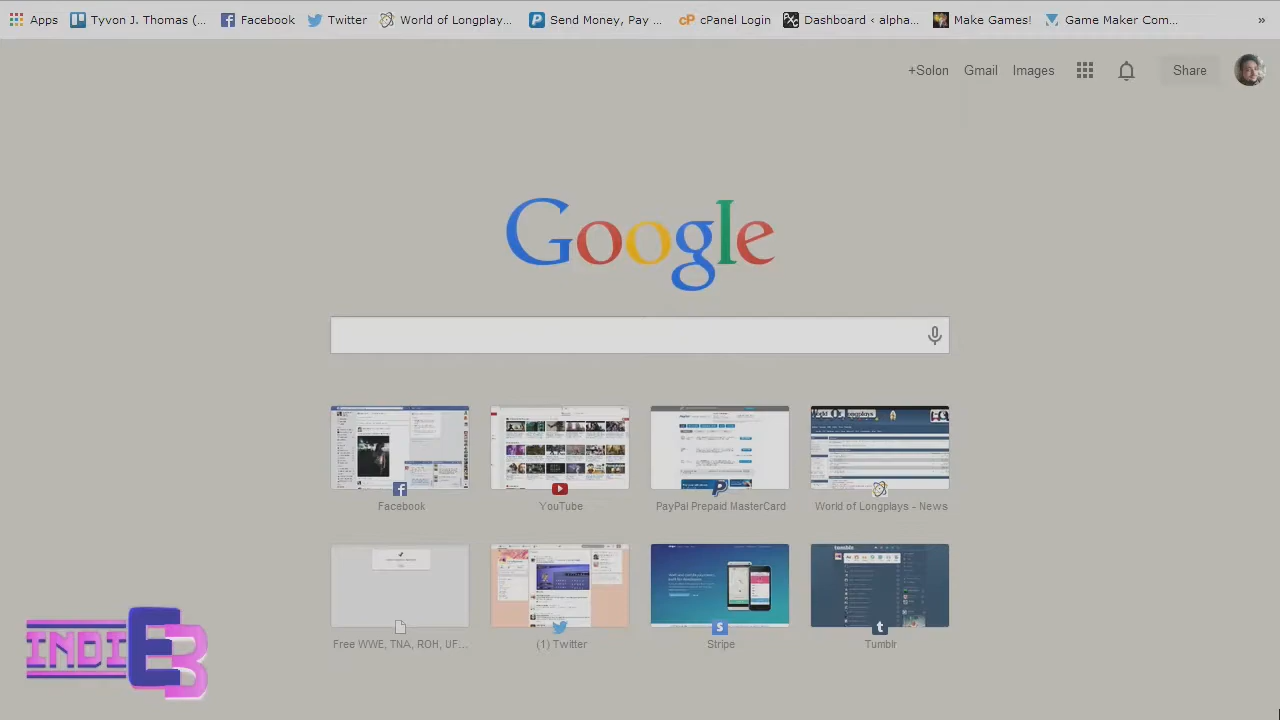 Apps Tyvon J. Thomas (... Facebook Twitter World of Longplay... Send Money, Pay ... cPanel Login Dashboard - Alpha... Make Games! Game Maker Com... »
+Solon Gmail Images Share
Google
Facebook YouTube PayPal Prepaid MasterCard World of Longplays - News
Free WWE, TNA, ROH, UF... (1) Twitter Stripe Tumblr
INDIE3